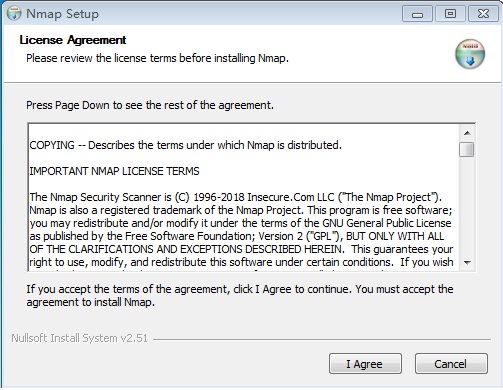 Nmap Setup
License Agreement
Please review the license terms before installing Nmap.
Press Page Down to see the rest of the agreement.
COPYING -- Describes the terms under which Nmap is distributed.
IMPORTANT NMAP LICENSE TERMS
The Nmap Security Scanner is (C) 1996-2018 Insecure.Com LLC ("The Nmap Project").
Nmap is also a registered trademark of the Nmap Project. This program is free software;
you may redistribute and/or modify it under the terms of the GNU General Public License
as published by the Free Software Foundation; Version 2 ("GPL"), BUT ONLY WITH ALL
OF THE CLARIFICATIONS AND EXCEPTIONS DESCRIBED HEREIN. This guarantees your
right to use, modify, and redistribute this software under certain conditions. If you wish
If you accept the terms of the agreement, click I Agree to continue. You must accept the
agreement to install Nmap.
Nullsoft Install System v2.51
I Agree
Cancel